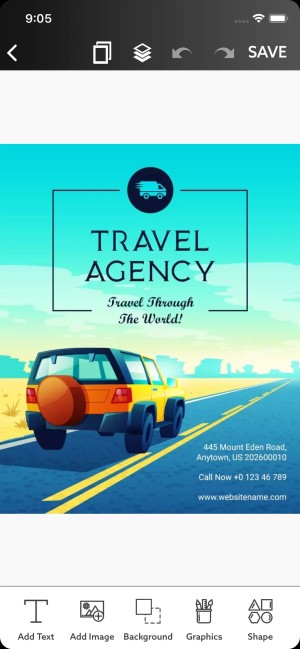 9:05
SAVE
TRAVEL
AGENCY
Travel Through
The World!
445 Mount Eden Road,
Anytown, US 202600010
Call Now +0 123 46 789
www.websitename.com
Add Text
Add Image
Background
Graphics
Shape